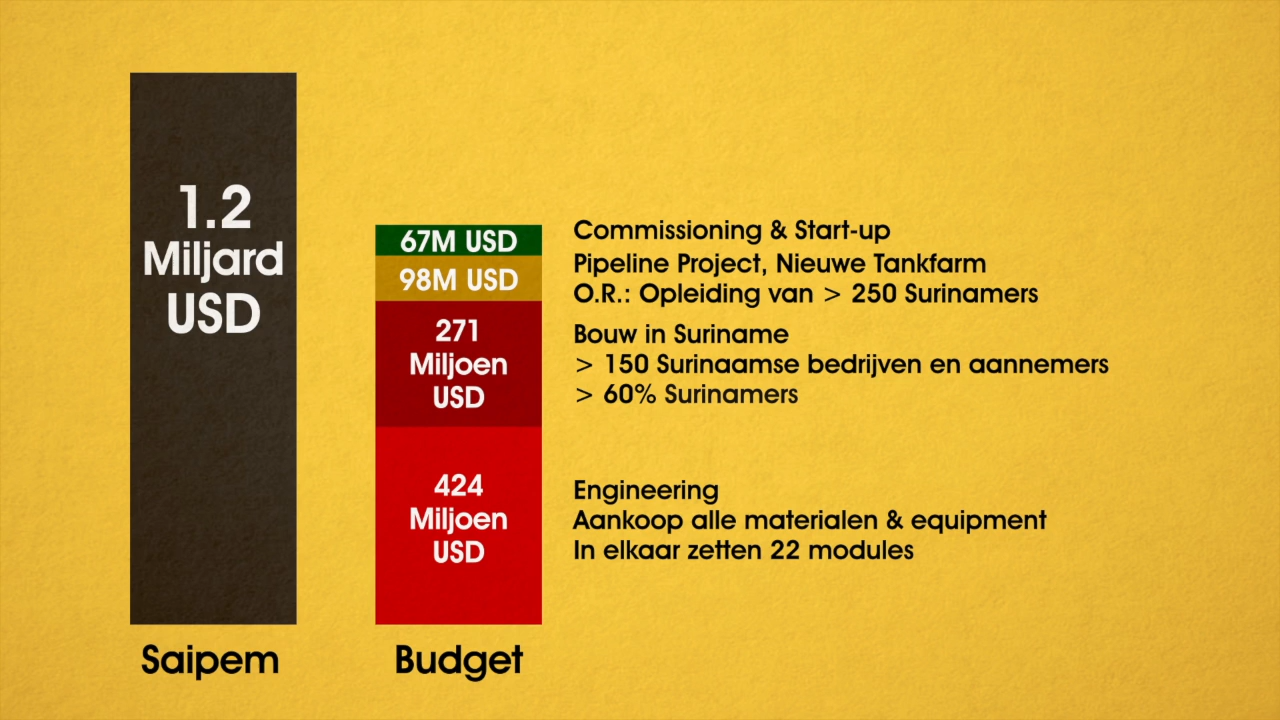 1.2
Miljard
USD
67M USD
98M USD
271
Miljoen
USD
424
Miljoen
USD
Commissioning & Start-up
Pipeline Project, Nieuwe Tankfarm
O.R.: Opleiding van > 250 Surinamers
Bouw in Suriname
> 150 Surinaamse bedrijven en aannemers
> 60% Surinamers
Engineering
Aankoop alle materialen & equipment
In elkaar zetten 22 modules
Saipem
Budget